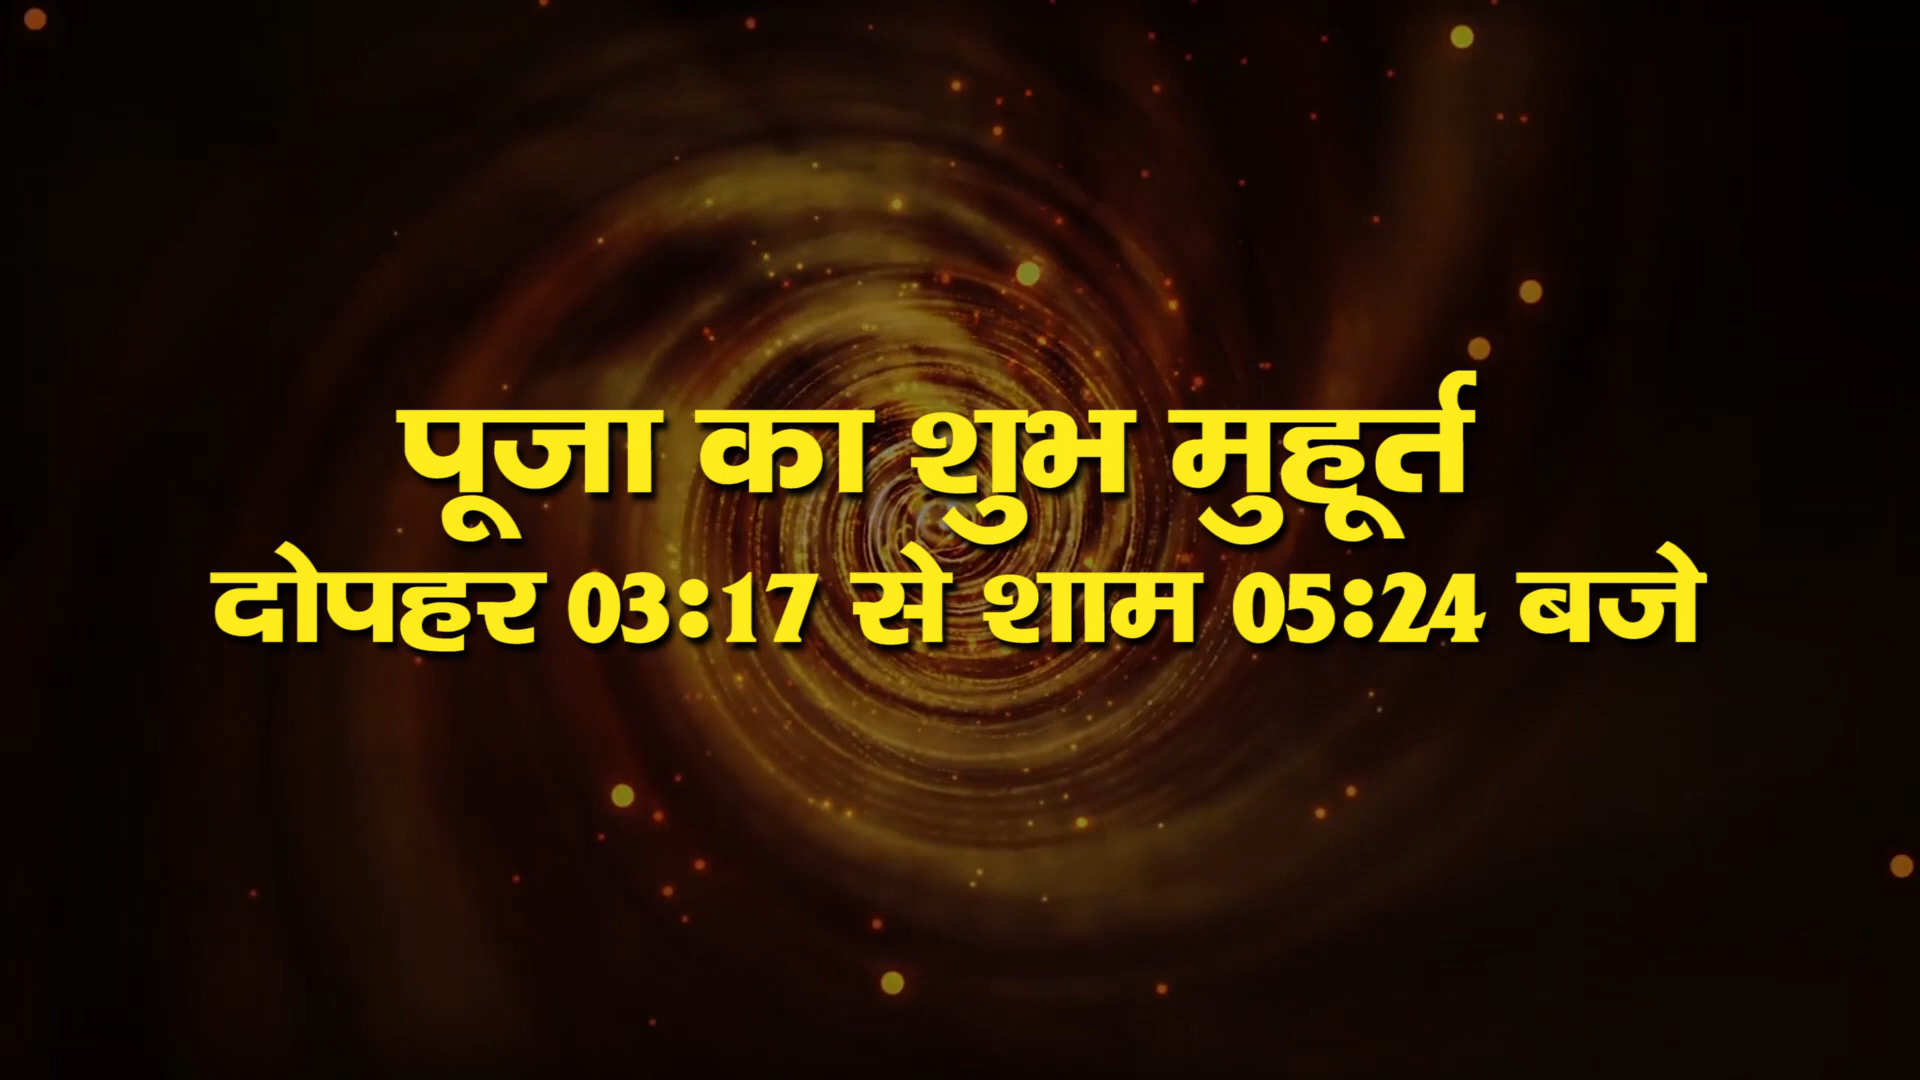 पूजा का शुभ मुहूर्त
दोपहर 03:17 से शाम 05:24 बजे